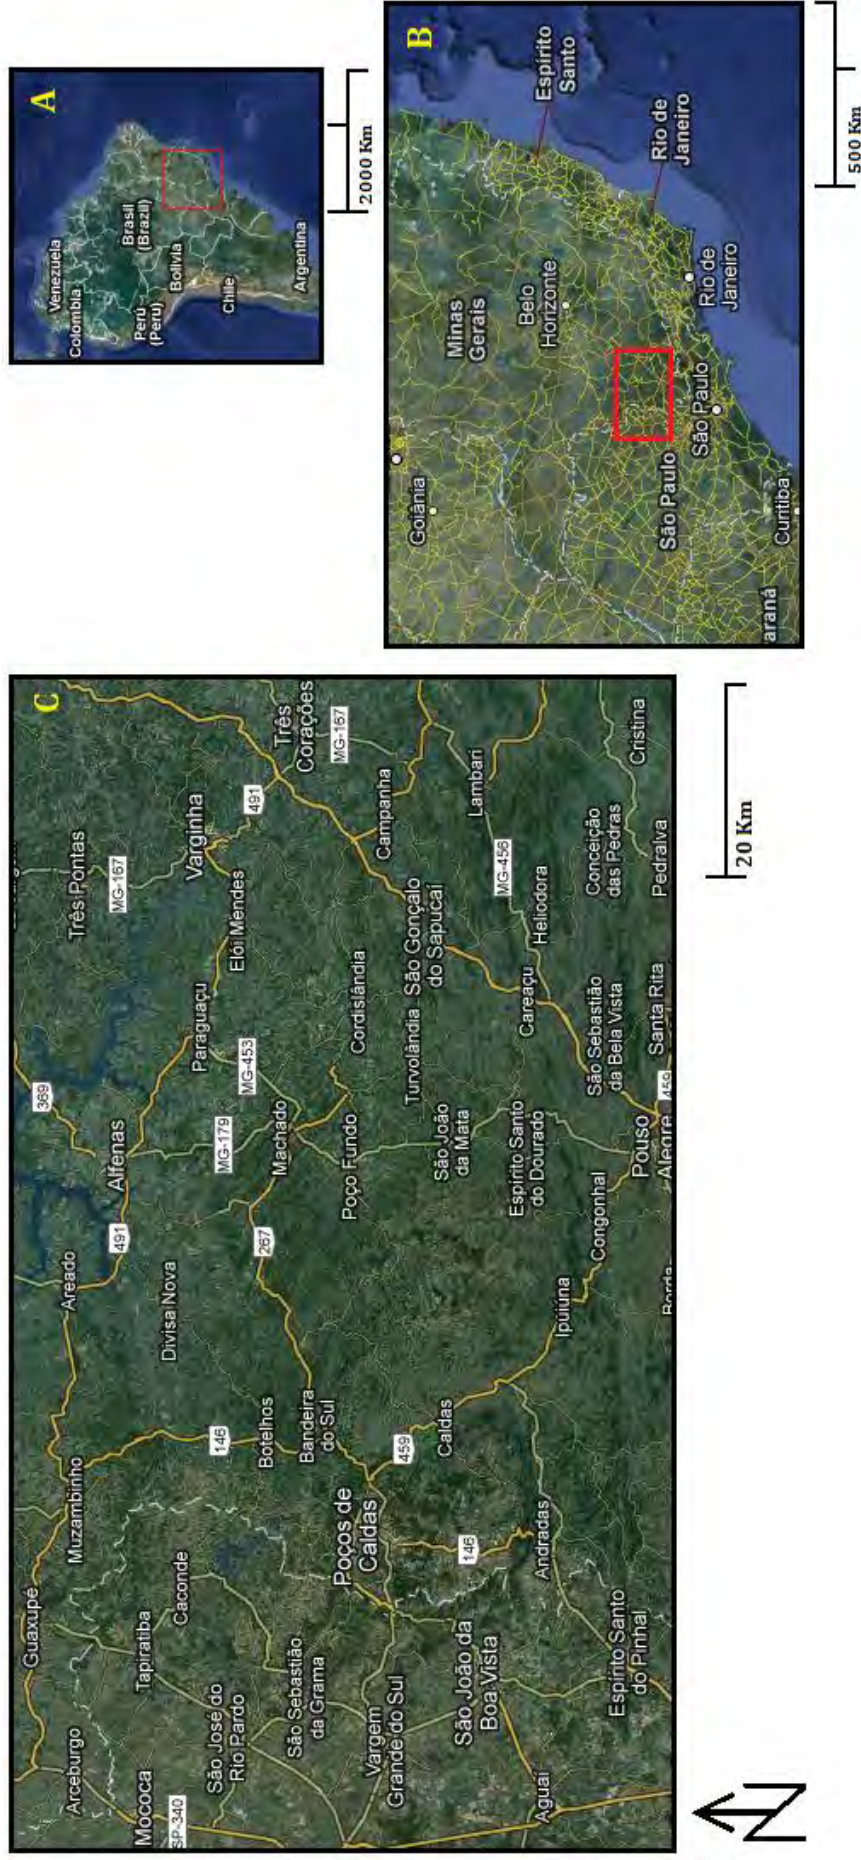 A
Venezuela
Colombia
Brasil
(Brazil)
Perú
(Peru)
Bolivia
Chile
Argentina
2000 Km
B
Espírito
Santo
Minas
Gerais
Belo
Horizonte
Goiânia
Rio de
Janeiro
Rio de
Janeiro
São Paulo
São Paulo
Curitiba
araná
500 Km
C
Guaxupé
369
Arceburgo
Muzambinho
Areado
Três Pontas
Alfenas
491
MG-167
Mococa
Tapiratiba
Divisa Nova
SP-340
Caconde
Varginha
Paraguaçu
146
MG-179
MG-453
Elói Mendes
491
São José do
Rio Pardo
Botelhos
267
Machado
Três
Corações
São Sebastião
da Grama
Bandeira
do Sul
MG-167
Poços de
Caldas
Poço Fundo
Cordislândia
Campanha
Vargem
Grande do Sul
459
Turvolândia
São Gonçalo
do Sapucaí
Caldas
São João
da Mata
São João da
Boa Vista
146
Lambari
MG-456
Careaçu
Heliodora
Espírito Santo
do Dourado
Aguaí
Andradas
Ipuiúna
Congonhal
São Sebastião
da Bela Vista
Conceição
das Pedras
Cristina
Espírito Santo
do Pinhal
Pouso
Alegre
Santa Rita
Pedralva
Borda
459
20 Km
N